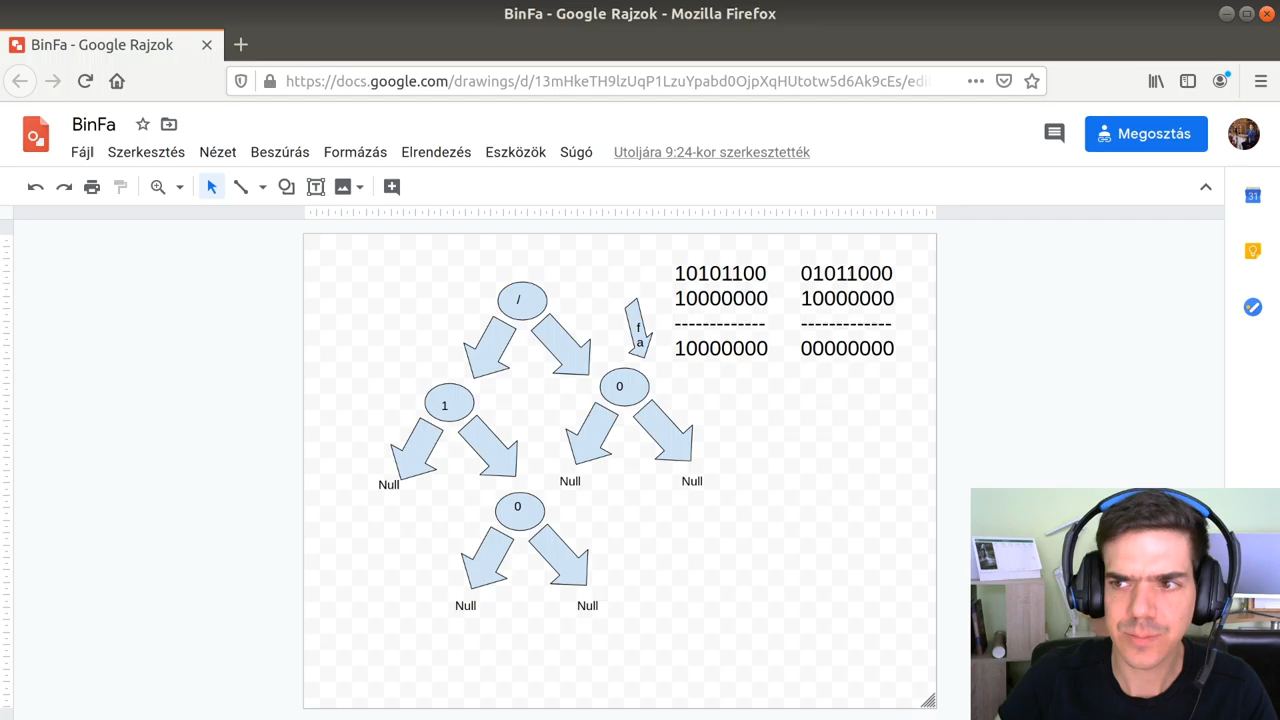 BinFa - Google Rajzok - Mozilla Firefox
BinFa - Google Rajzok
https://docs.google.com/drawings/d/13mHkeTH9lzUqP1LzuYpabd0OjpXqHUtotw5d6Ak9cEs/edi
BinFa
Fájl Szerkesztés Nézet Beszúrás Formázás Elrendezés Eszközök Súgó Utoljára 9:24-kor szerkesztették
Megosztás
31
10101100 01011000
10000000 10000000
------------- -------------
10000000 00000000
/
f
a
1
0
Null
Null
Null
0
Null
Null